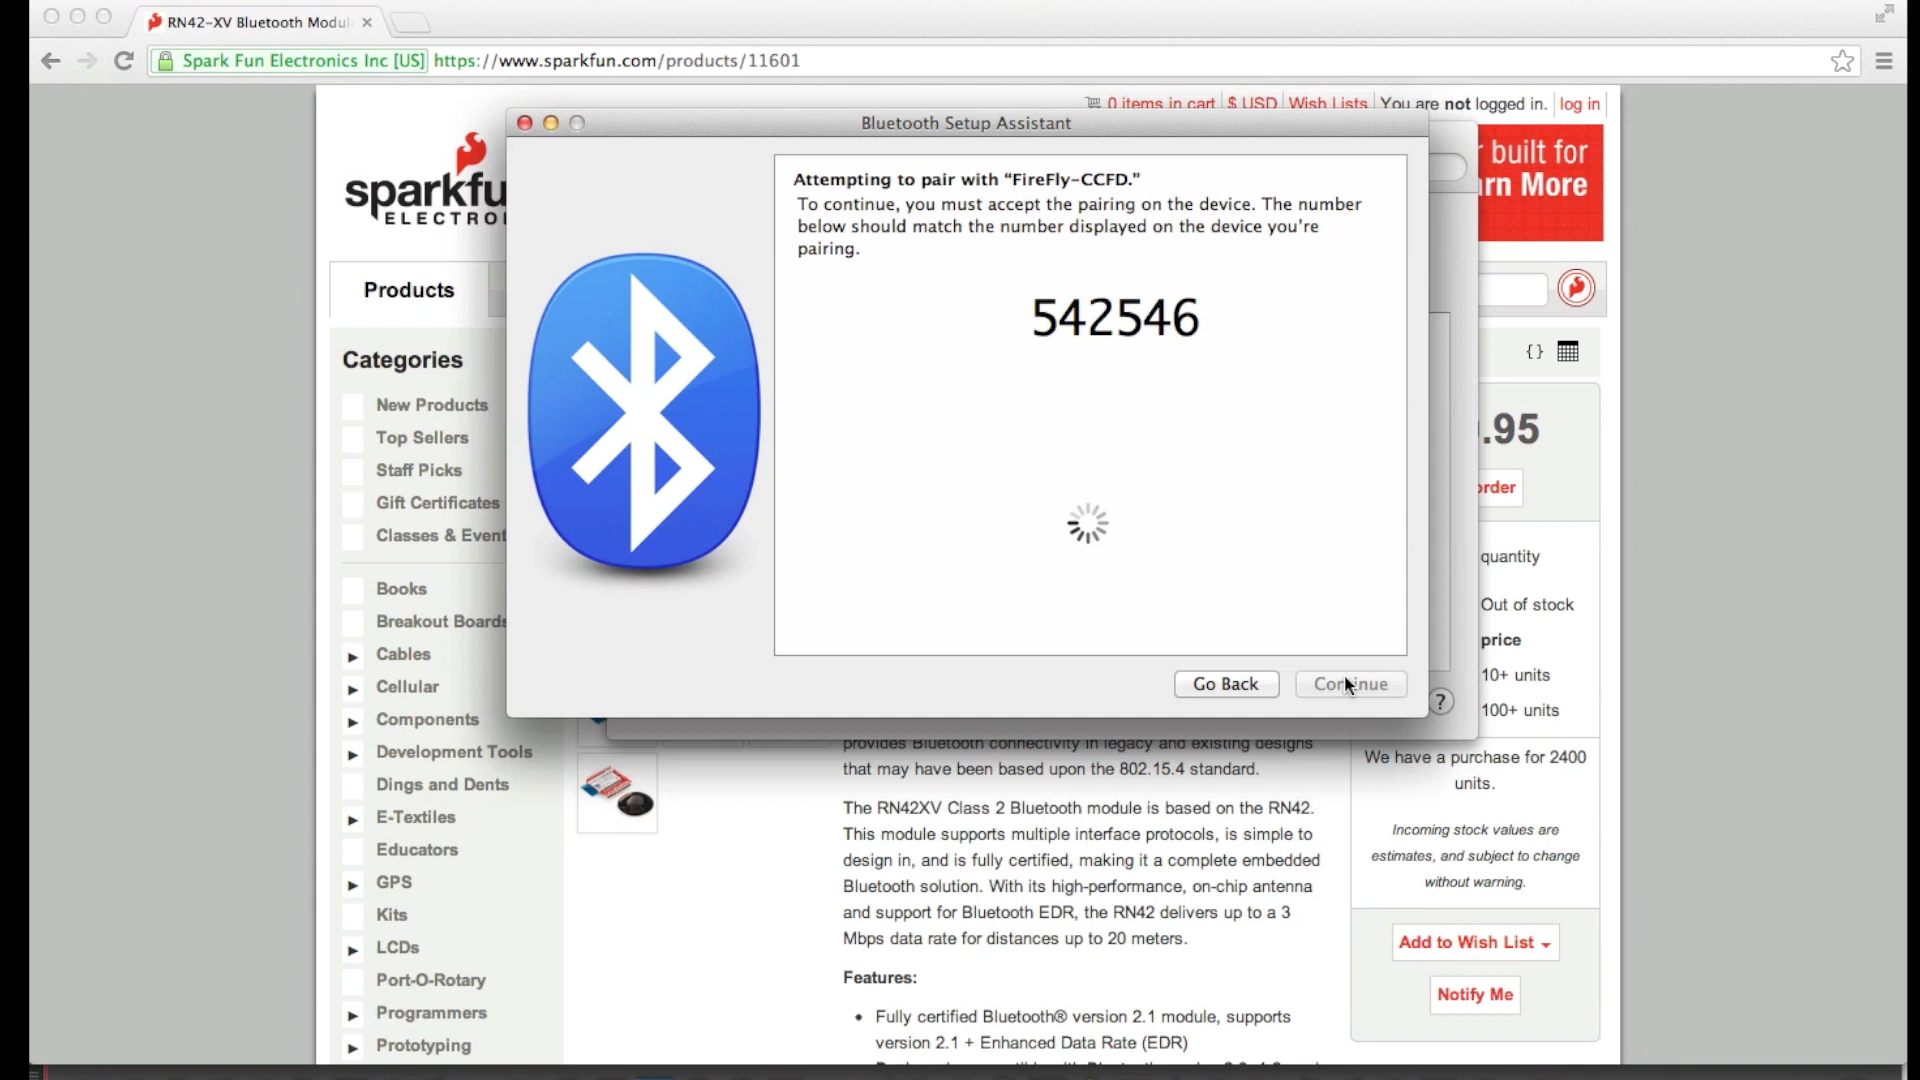 RN42-XV Bluetooth Modul
Spark Fun Electronics Inc [US] https://www.sparkfun.com/products/11601
0 items in cart $ USD Wish Lists You are not logged in. log in
Bluetooth Setup Assistant
built for
rn More
sparkfu
ELECTRO
Attempting to pair with “FireFly-CCFD.”
To continue, you must accept the pairing on the device. The number
below should match the number displayed on the device you're
pairing.
542546
Go Back Continue
?
Products
{}
Categories
New Products
Top Sellers
Staff Picks
Gift Certificates
Classes & Event
Books
Breakout Boards
Cables
Cellular
Components
Development Tools
Dings and Dents
E-Textiles
Educators
GPS
Kits
LCDs
Port-O-Rotary
Programmers
Prototyping
provides Bluetooth connectivity in legacy and existing designs
that may have been based upon the 802.15.4 standard.
The RN42XV Class 2 Bluetooth module is based on the RN42.
This module supports multiple interface protocols, is simple to
design in, and is fully certified, making it a complete embedded
Bluetooth solution. With its high-performance, on-chip antenna
and support for Bluetooth EDR, the RN42 delivers up to a 3
Mbps data rate for distances up to 20 meters.
Features:
• Fully certified Bluetooth® version 2.1 module, supports
version 2.1 + Enhanced Data Rate (EDR)
.95
order
quantity
Out of stock
price
10+ units
100+ units
We have a purchase for 2400
units.
Incoming stock values are
estimates, and subject to change
without warning.
Add to Wish List
Notify Me